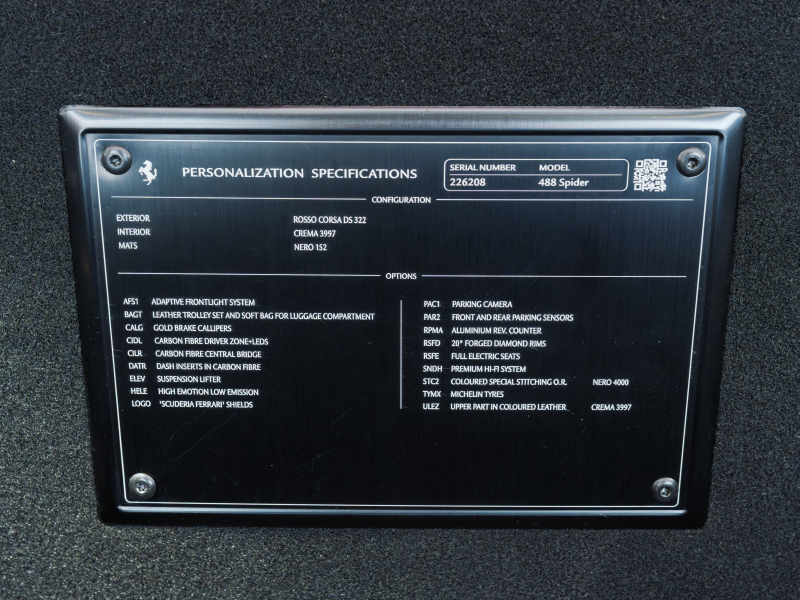 PERSONALIZATION SPECIFICATIONS
SERIAL NUMBER MODEL
226208 488 Spider
CONFIGURATION
EXTERIOR ROSSO CORSA DS 322
INTERIOR CREMA 3997
MATS NERO 152
OPTIONS
AFS1 ADAPTIVE FRONTLIGHT SYSTEM
BAGT LEATHER TROLLEY SET AND SOFT BAG FOR LUGGAGE COMPARTMENT
CALG GOLD BRAKE CALLIPERS
CIDL CARBON FIBRE DRIVER ZONE+LEDS
CILR CARBON FIBRE CENTRAL BRIDGE
DATR DASH INSERTS IN CARBON FIBRE
ELEV SUSPENSION LIFTER
HELE HIGH EMOTION LOW EMISSION
LOGO 'SCUDERIA FERRARI' SHIELDS
PAC1 PARKING CAMERA
PAR2 FRONT AND REAR PARKING SENSORS
RPMA ALUMINIUM REV. COUNTER
RSFD 20" FORGED DIAMOND RIMS
RSFE FULL ELECTRIC SEATS
SNDH PREMIUM HI-FI SYSTEM
STC2 COLOURED SPECIAL STITCHING O.R. NERO 4000
TYMX MICHELIN TYRES
ULEZ UPPER PART IN COLOURED LEATHER CREMA 3997